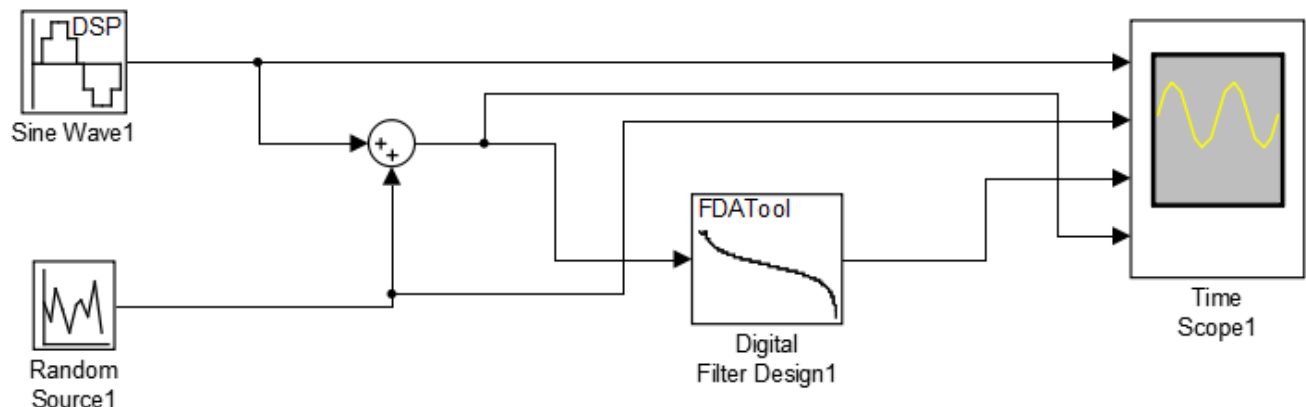 DSP
Sine Wave1
+
+
FDATool
Digital
Filter Design1
Random
Source1
Time
Scope1